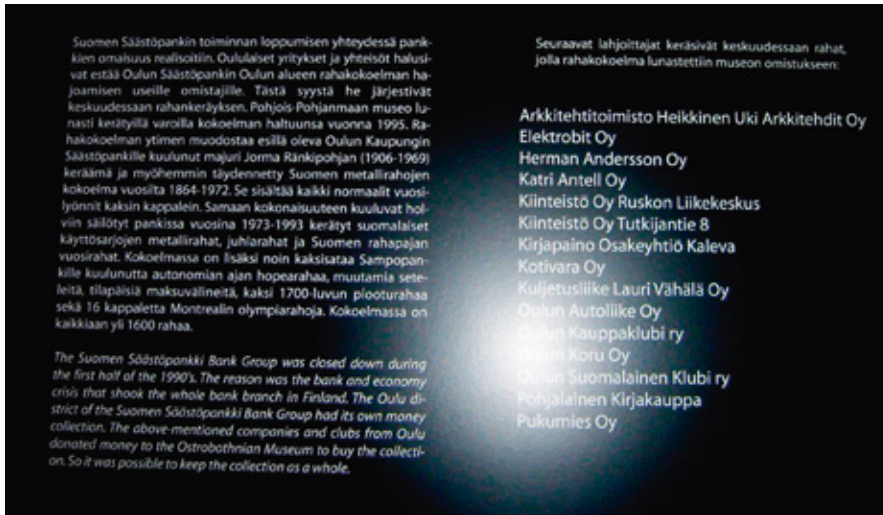 Suomen Säästöpankin toiminnan loppumisen yhteydessä pank-
kien omaisuus realisoitiin. Oululaiset yritykset ja yhteisöt halusi-
vat estää Oulun Säästöpankin Oulun alueen rahakokoelman ha-
joamisen useille omistajille. Tästä syystä he järjestivät
keskuudessaan rahankeräyksen. Pohjois-Pohjanmaan museo lu-
nasti kerätyillä varoilla kokoelman haltuunsa vuonna 1995. Ra-
hakokoelman ytimen muodostaa esillä oleva Oulun Kaupungin
Säästöpankille kuulunut majuri Jorma Ränkipohjan (1906-1969)
keräämä ja myöhemmin täydennetty Suomen metallirahojen
kokoelma vuosilta 1864-1972. Se sisältää kaikki normaalit vuosi-
lyönnit kaksin kappalein. Samaan kokonaisuuteen kuuluvat hol-
viin säilötyt pankissa vuosina 1973-1993 kerätyt suomalaiset
käyttösarjojen metallirahat, juhlarahat ja Suomen rahapajan
vuosirahat. Kokoelmassa on lisäksi noin kaksisataa Sampopan-
kille kuulunutta autonomian ajan hopearahaa, muutamia sete-
leitä, tilapäisiä maksuvälineitä, kaksi 1700-luvun plooturahaa
sekä 16 kappaletta Montrealin olympiarahoja. Kokoelmassa on
kaikkiaan yli 1600 rahaa.
The Suomen Säästöpankki Bank Group was closed down during
the first half of the 1990's. The reason was the bank and economy
crisis that shook the whole bank branch in Finland. The Oulu di-
strict of the Suomen Säästöpankki Bank Group had its own money
collection. The above-mentioned companies and clubs from Oulu
donated money to the Ostrobothnian Museum to buy the collecti-
on. So it was possible to keep the collection as a whole.
Seuraavat lahjoittajat keräsivät keskuudessaan rahat,
jolla rahakokoelma lunastettiin museon omistukseen:
Arkkitehtitoimisto Heikkinen Uki Arkkitehdit Oy
Elektrobit Oy
Herman Andersson Oy
Katri Antell Oy
Kiinteistö Oy Ruskon Liikekeskus
Kiinteistö Oy Tutkijantie 8
Kirjapaino Osakeyhtiö Kaleva
Kotivara Oy
Kuljetusliike Lauri Vähälä Oy
Oulun Autoliike Oy
Oulun Kauppaklubi ry
Oulun Koru Oy
Oulun Suomalainen Klubi ry
Pohjalainen Kirjakauppa
Pukumies Oy